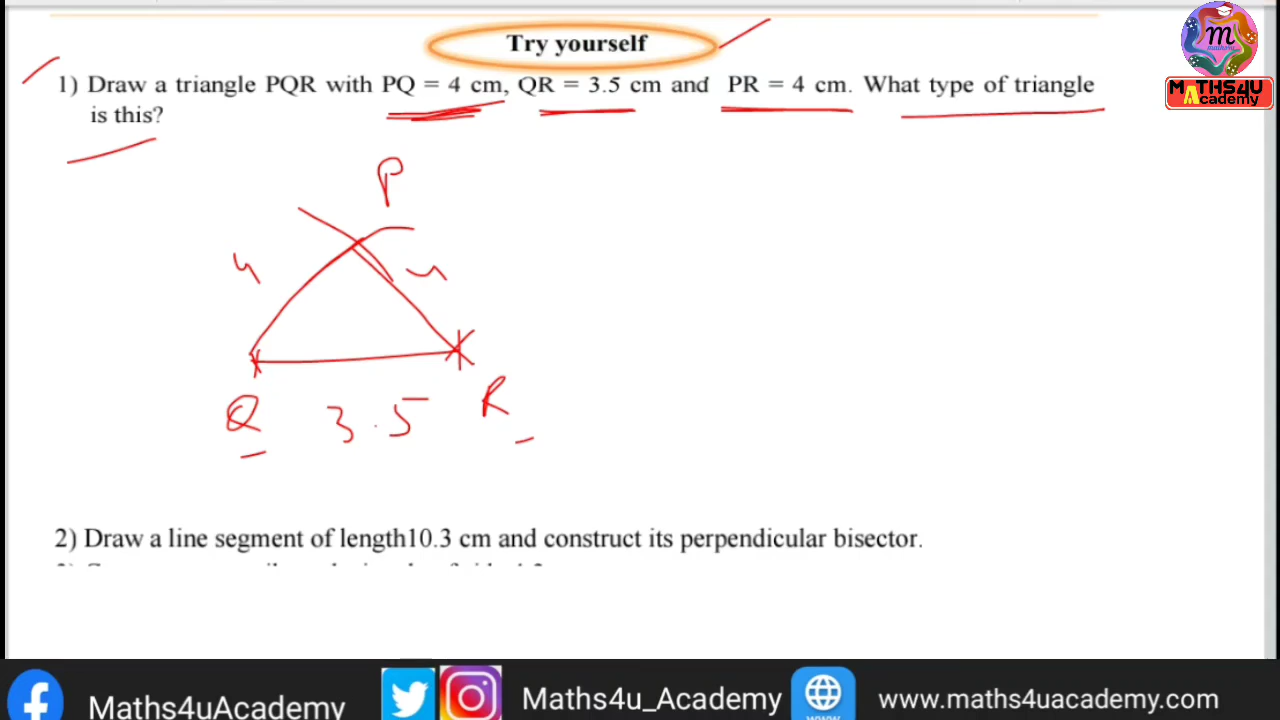 Try yourself
1) Draw a triangle PQR with PQ = 4 cm, QR = 3.5 cm and PR = 4 cm. What type of triangle
is this?
m
MATHS4U
Academy
P
4 4
Q 3.5 R
2) Draw a line segment of length10.3 cm and construct its perpendicular bisector.
Maths4uAcademy
Maths4u_Academy
www.maths4uacademy.com